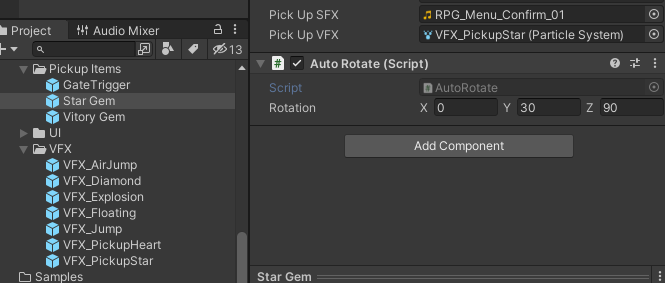 Project
Audio Mixer
13
Pickup Items
GateTrigger
Star Gem
Vitory Gem
UI
VFX
VFX_AirJump
VFX_Diamond
VFX_Explosion
VFX_Floating
VFX_Jump
VFX_PickupHeart
VFX_PickupStar
Samples
Pick Up SFX RPG_Menu_Confirm_01
Pick Up VFX VFX_PickupStar (Particle System)
# Auto Rotate (Script)
Script AutoRotate
Rotation X 0 Y 30 Z 90
Add Component
Star Gem